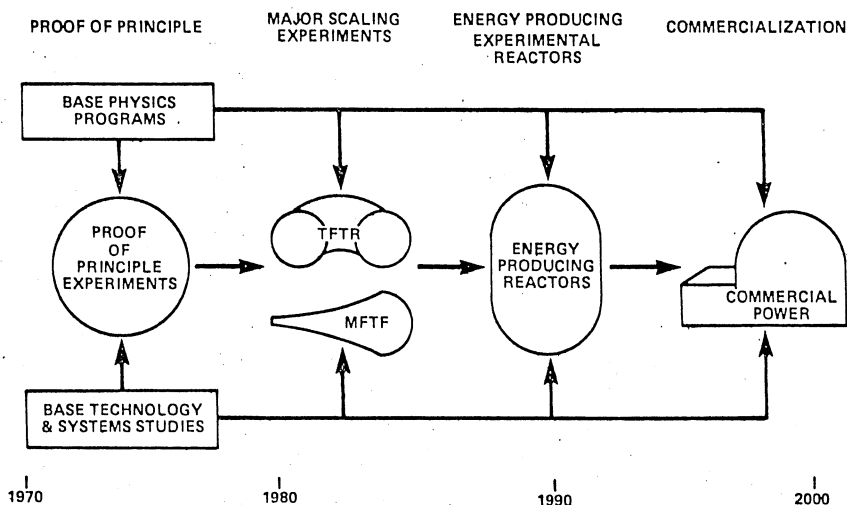 PROOF OF PRINCIPLE
MAJOR SCALING
EXPERIMENTS
ENERGY PRODUCING
EXPERIMENTAL
REACTORS
COMMERCIALIZATION
BASE PHYSICS
PROGRAMS
PROOF
OF
PRINCIPLE
EXPERIMENTS
TFTR
MFTF
ENERGY
PRODUCING
REACTORS
COMMERCIAL
POWER
BASE TECHNOLOGY
& SYSTEMS STUDIES
1970
1980
1990
2000